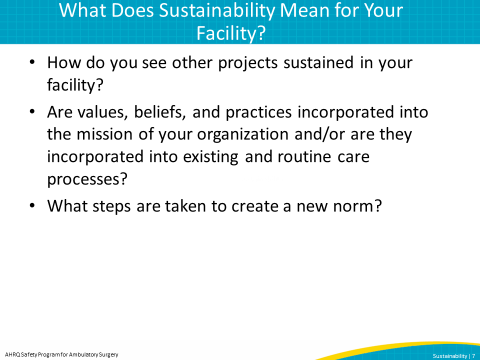 What Does Sustainability Mean for Your
Facility?
• How do you see other projects sustained in your
facility?
• Are values, beliefs, and practices incorporated into
the mission of your organization and/or are they
incorporated into existing and routine care
processes?
• What steps are taken to create a new norm?
AHRQ Safety Program for Ambulatory Surgery
Sustainability | 7